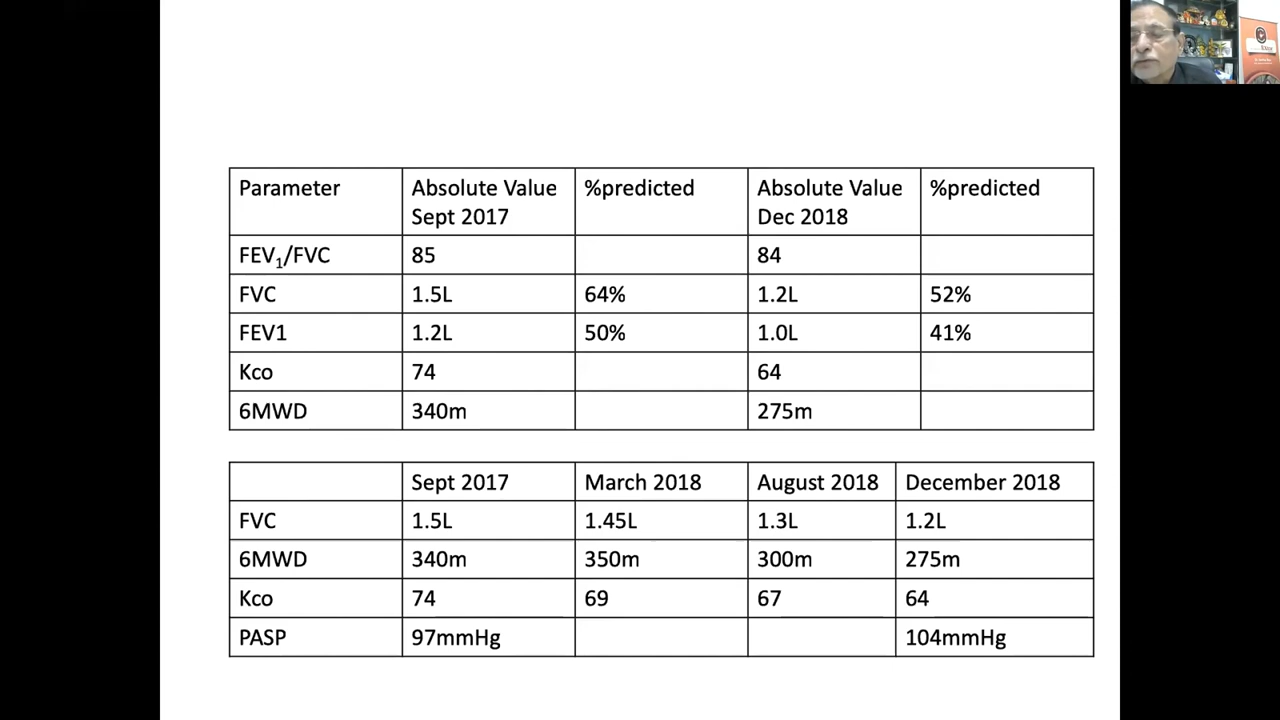 Parameter Absolute Value %predicted Absolute Value %predicted
Sept 2017 Dec 2018
FEV1/FVC 85 84
FVC 1.5L 64% 1.2L 52%
FEV1 1.2L 50% 1.0L 41%
Kco 74 64
6MWD 340m 275m
Sept 2017 March 2018 August 2018 December 2018
FVC 1.5L 1.45L 1.3L 1.2L
6MWD 340m 350m 300m 275m
Kco 74 69 67 64
PASP 97mmHg 104mmHg